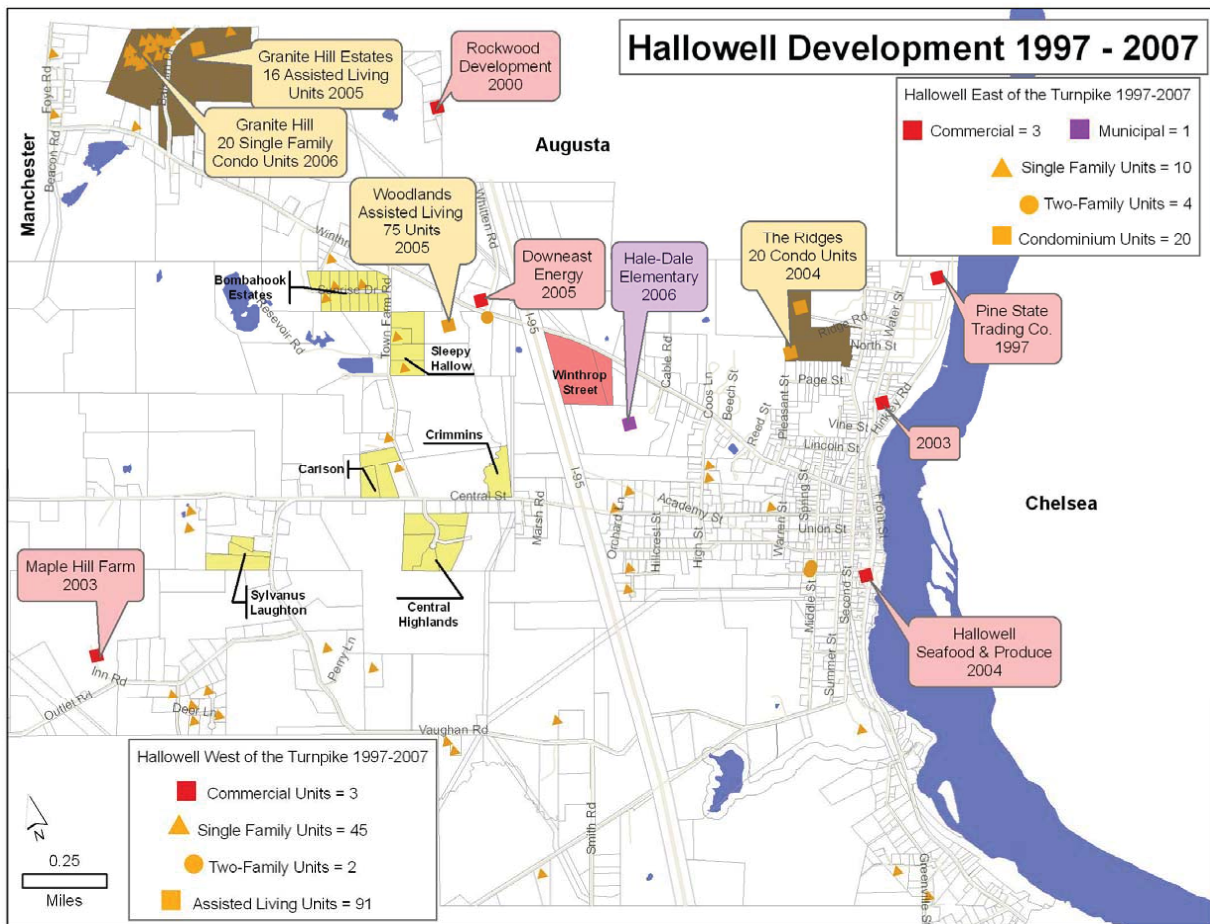 Hallowell Development 1997 - 2007
Hallowell East of the Turnpike 1997-2007
Commercial = 3
Municipal = 1
Single Family Units = 10
Two-Family Units = 4
Condominium Units = 20
Granite Hill Estates
16 Assisted Living
Units 2005
Granite Hill
20 Single Family
Condo Units 2006
Rockwood
Development
2000
Augusta
Manchester
Foye Rd
Beacon Rd
Woodlands
Assisted Living
75 Units
2005
Whitten Rd
Downeast
Energy
2005
Hale-Dale
Elementary
2006
The Ridges
20 Condo Units
2004
Pine State
Trading Co.
1997
Bombahook
Estates
Sunrise Dr
Reservoir Rd
Town Farm Rd
Sleepy
Hallow
I-95
Winthrop
Street
Cable Rd
Coos Ln
Beech St
Reed St
Pleasant St
Page St
Ridge Rd
North St
Water St
Hinkley Rd
Vine St
Lincoln St
2003
Crimmins
Carlson
Central St
Marsh Rd
I-95
Orchard Ln
Hillcrest St
High St
Academy St
Warren St
Spring St
Union St
Front St
Chelsea
Maple Hill Farm
2003
Sylvanus
Laughton
Central
Highlands
Middle St
Second St
Summer St
Hallowell
Seafood & Produce
2004
Inn Rd
Outlet Rd
Deer Ln
Perry Ln
Vaughan Rd
Smith Rd
Greenville St
Hallowell West of the Turnpike 1997-2007
Commercial Units = 3
Single Family Units = 45
Two-Family Units = 2
Assisted Living Units = 91
N
0.25
Miles